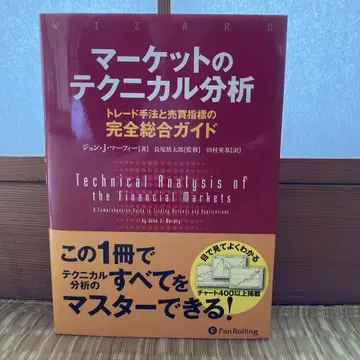 WIZARD
マーケットの
テクニカル分析
トレード手法と売買指標の
完全総合ガイド
ジョン・J・マーフィー[著] 長尾慎太郎[監修] 田村英基[訳]
Technical Analysis of
the Financial Markets
A Comprehensive Guide to Trading Methods and Applications
by John J. Murphy
この1冊で
テクニカル
分析の
すべてを
マスターできる!
目で見てよくわかる
チャート400以上掲載
PanRolling